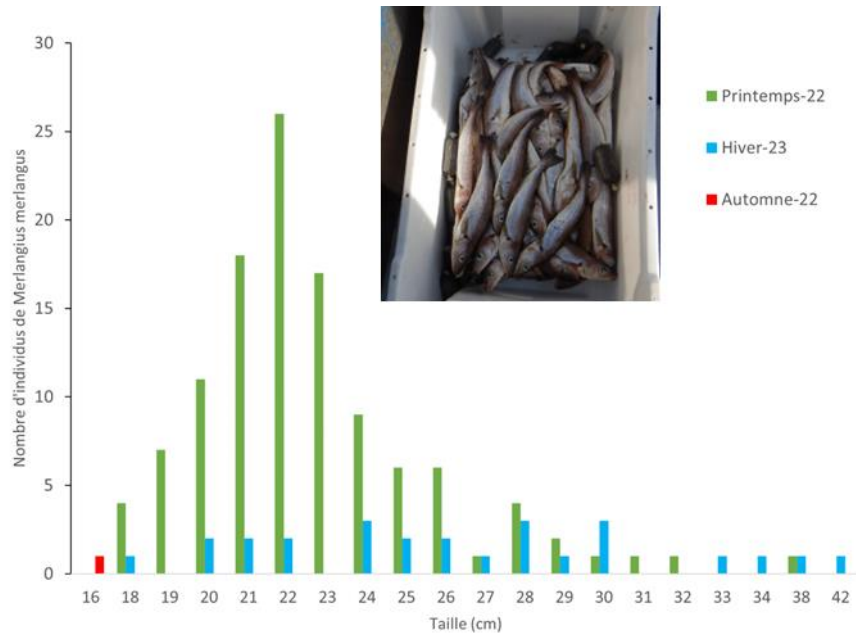 30
25
20
15
10
5
0
Nombre d'individus de Merlangius merlangus
16 18 19 20 21 22 23 24 25 26 27 28 29 30 31 32 33 34 38 42
Taille (cm)
Printemps-22
Hiver-23
Automne-22